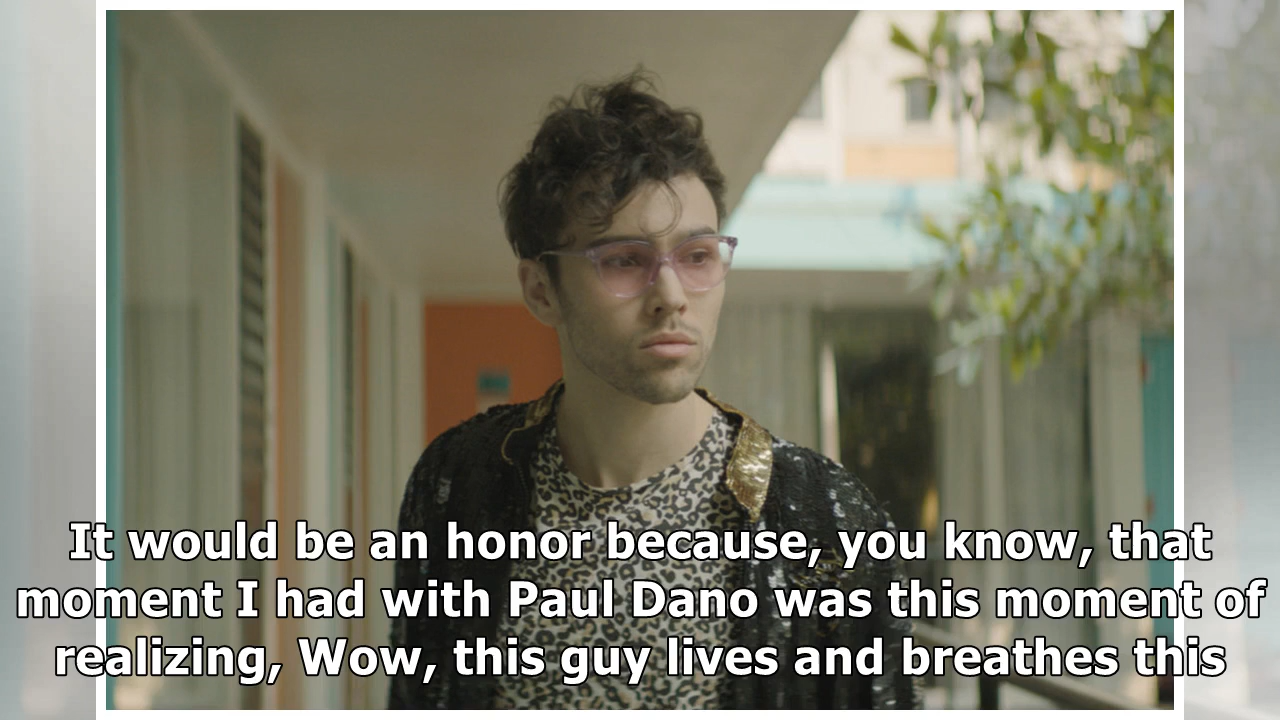 It would be an honor because, you know, that
moment I had with Paul Dano was this moment of
realizing, Wow, this guy lives and breathes this